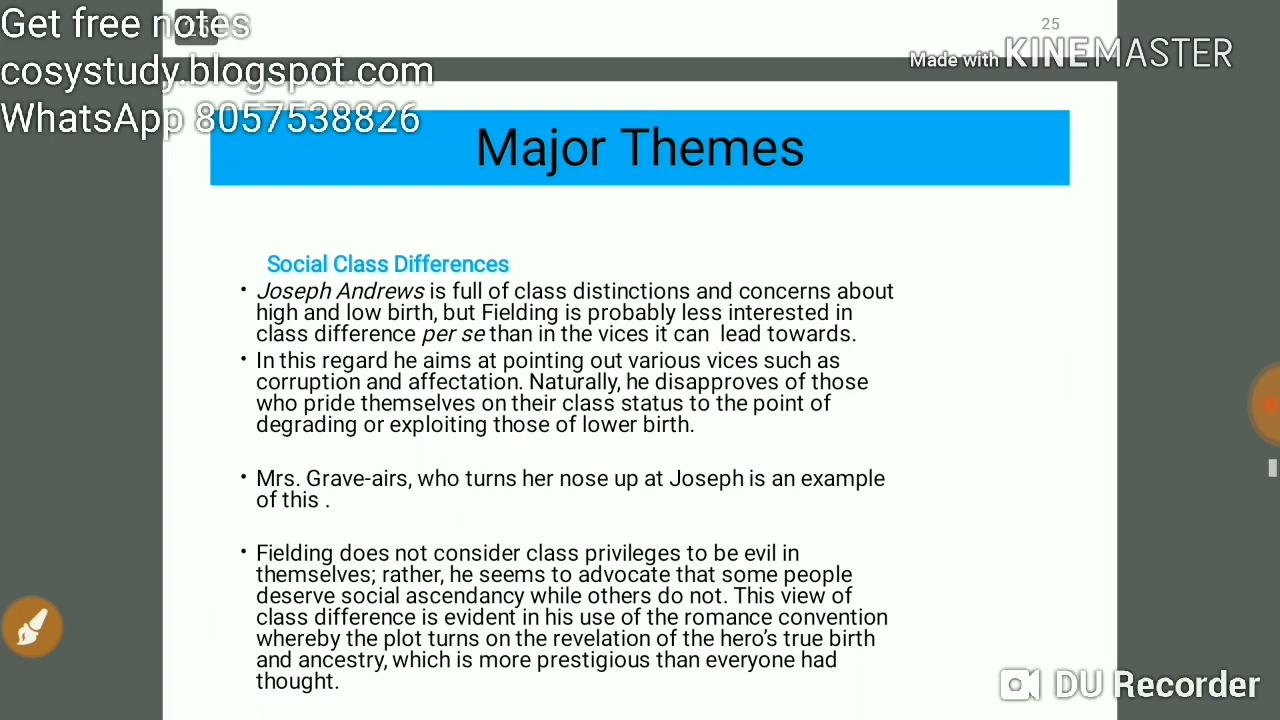 Get free notes
25
cosystudy.blogspot.com
Made with KINEMASTER
WhatsApp 8057538826
Major Themes
Social Class Differences
• Joseph Andrews is full of class distinctions and concerns about
high and low birth, but Fielding is probably less interested in
class difference per se than in the vices it can lead towards.
• In this regard he aims at pointing out various vices such as
corruption and affectation. Naturally, he disapproves of those
who pride themselves on their class status to the point of
degrading or exploiting those of lower birth.
• Mrs. Grave-airs, who turns her nose up at Joseph is an example
of this .
• Fielding does not consider class privileges to be evil in
themselves; rather, he seems to advocate that some people
deserve social ascendancy while others do not. This view of
class difference is evident in his use of the romance convention
whereby the plot turns on the revelation of the hero’s true birth
and ancestry, which is more prestigious than everyone had
thought.
DU Recorder